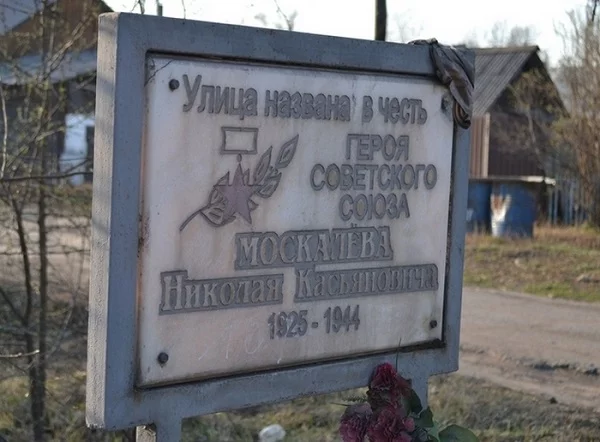 Улица названа в честь
ГЕРОЯ
СОВЕТСКОГО
СОЮЗА
МОСКАЛЁВА
Николая Касьяновича
1925 - 1944